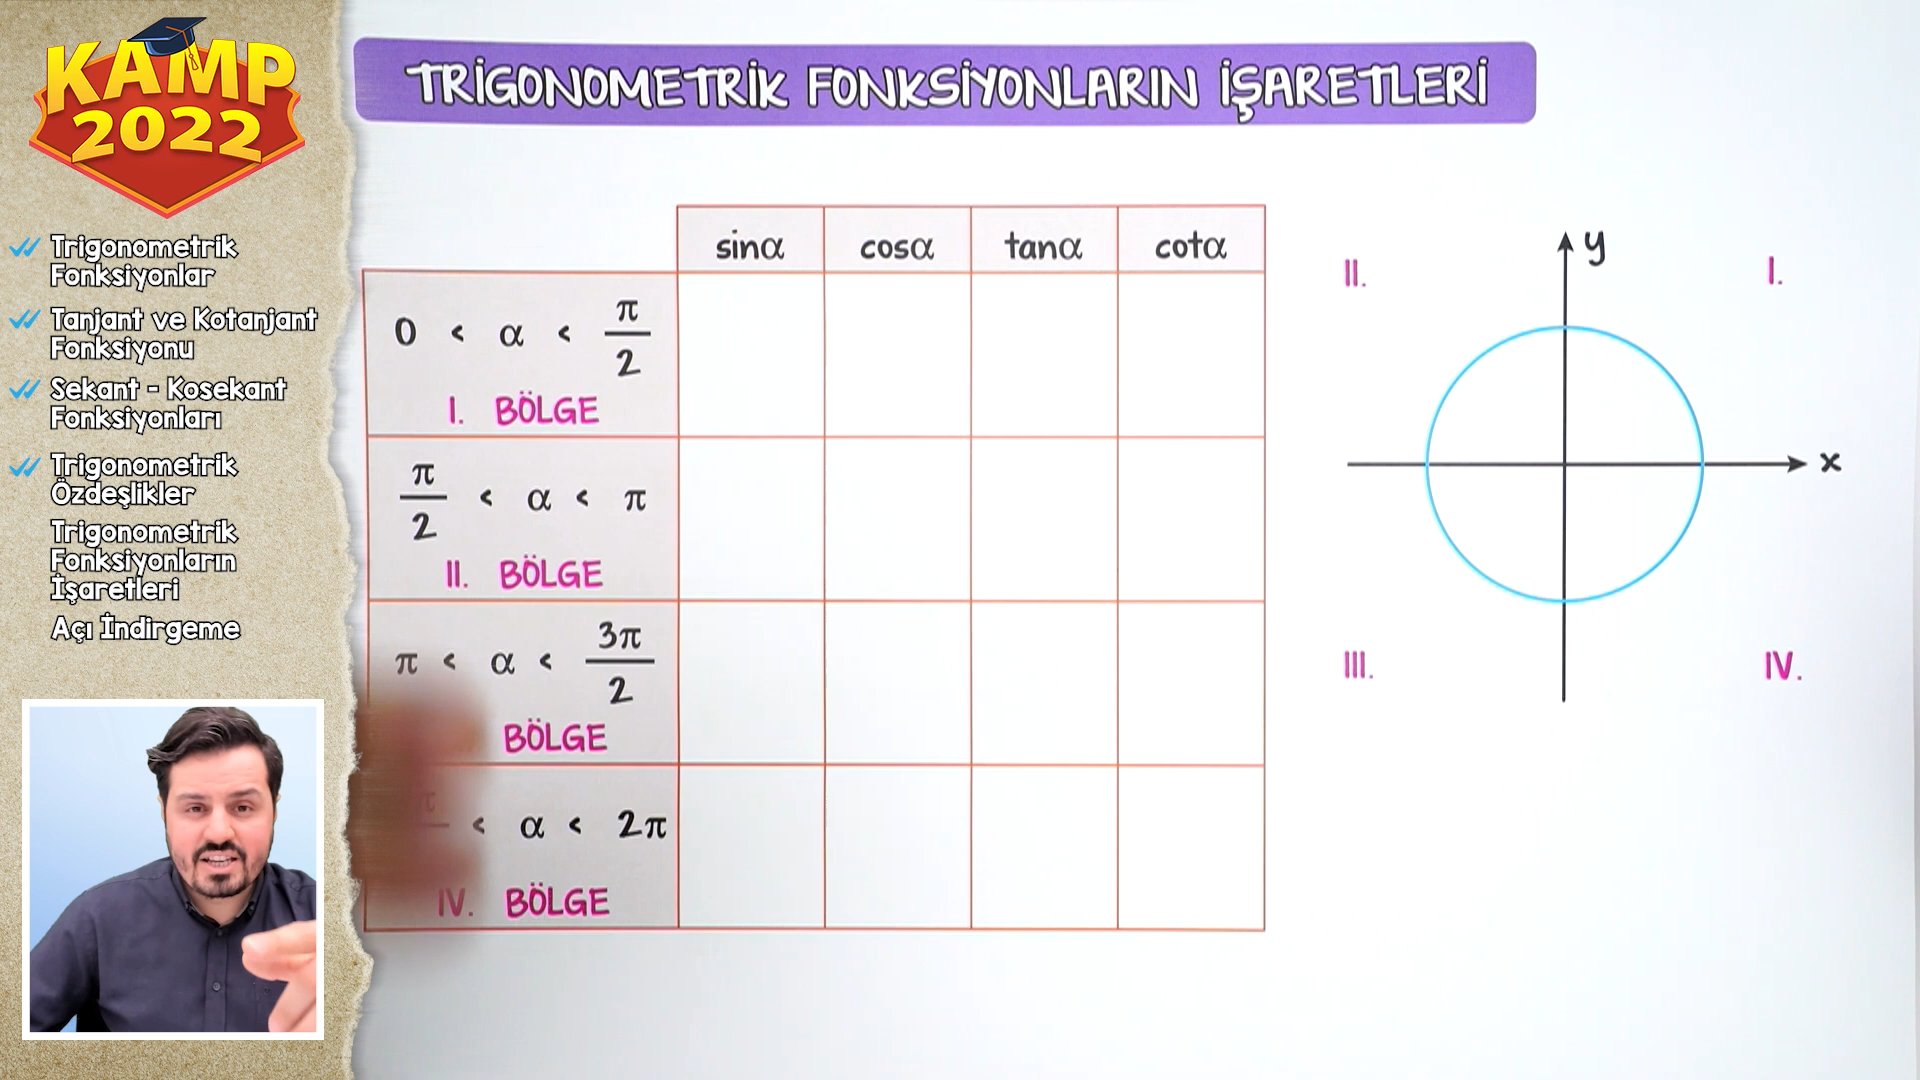 KAMP
2022
Trigonometrik
Fonksiyonlar
Tanjant ve Kotanjant
Fonksiyonu
Sekant - Kosekant
Fonksiyonları
Trigonometrik
Özdeşlikler
Trigonometrik
Fonksiyonların
İşaretleri
Açı İndirgeme
TRİGONOMETRİK FONKSİYONLARIN İŞARETLERİ
sinα cosα tanα cotα
0 < α < π/2
I. BÖLGE
π/2 < α < π
II. BÖLGE
π < α < 3π/2
BÖLGE
< α < 2π
IV. BÖLGE
y
II. I.
x
III. IV.